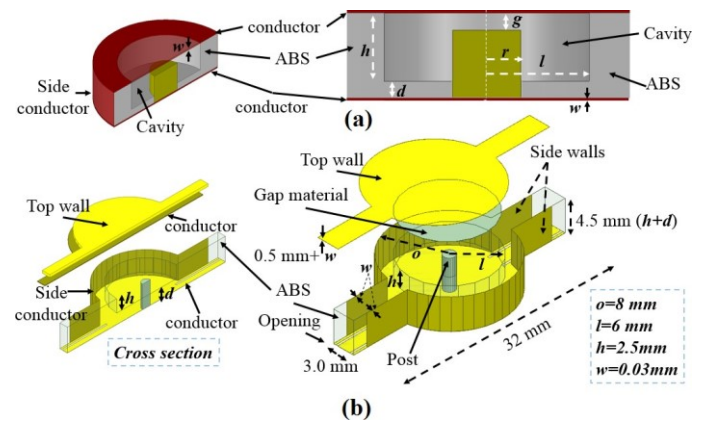 conductor
w
ABS
Side
conductor
Cavity
conductor
g
h
r
l
Cavity
d
ABS
w
(a)
Top wall
Side walls
Gap material
Top wall
conductor
4.5 mm (h+d)
0.5 mm+ w
o
l
w
h
Side
conductor
h
d
ABS
conductor
Opening
Cross section
3.0 mm
Post
32 mm
o=8 mm
l=6 mm
h=2.5mm
w=0.03mm
(b)